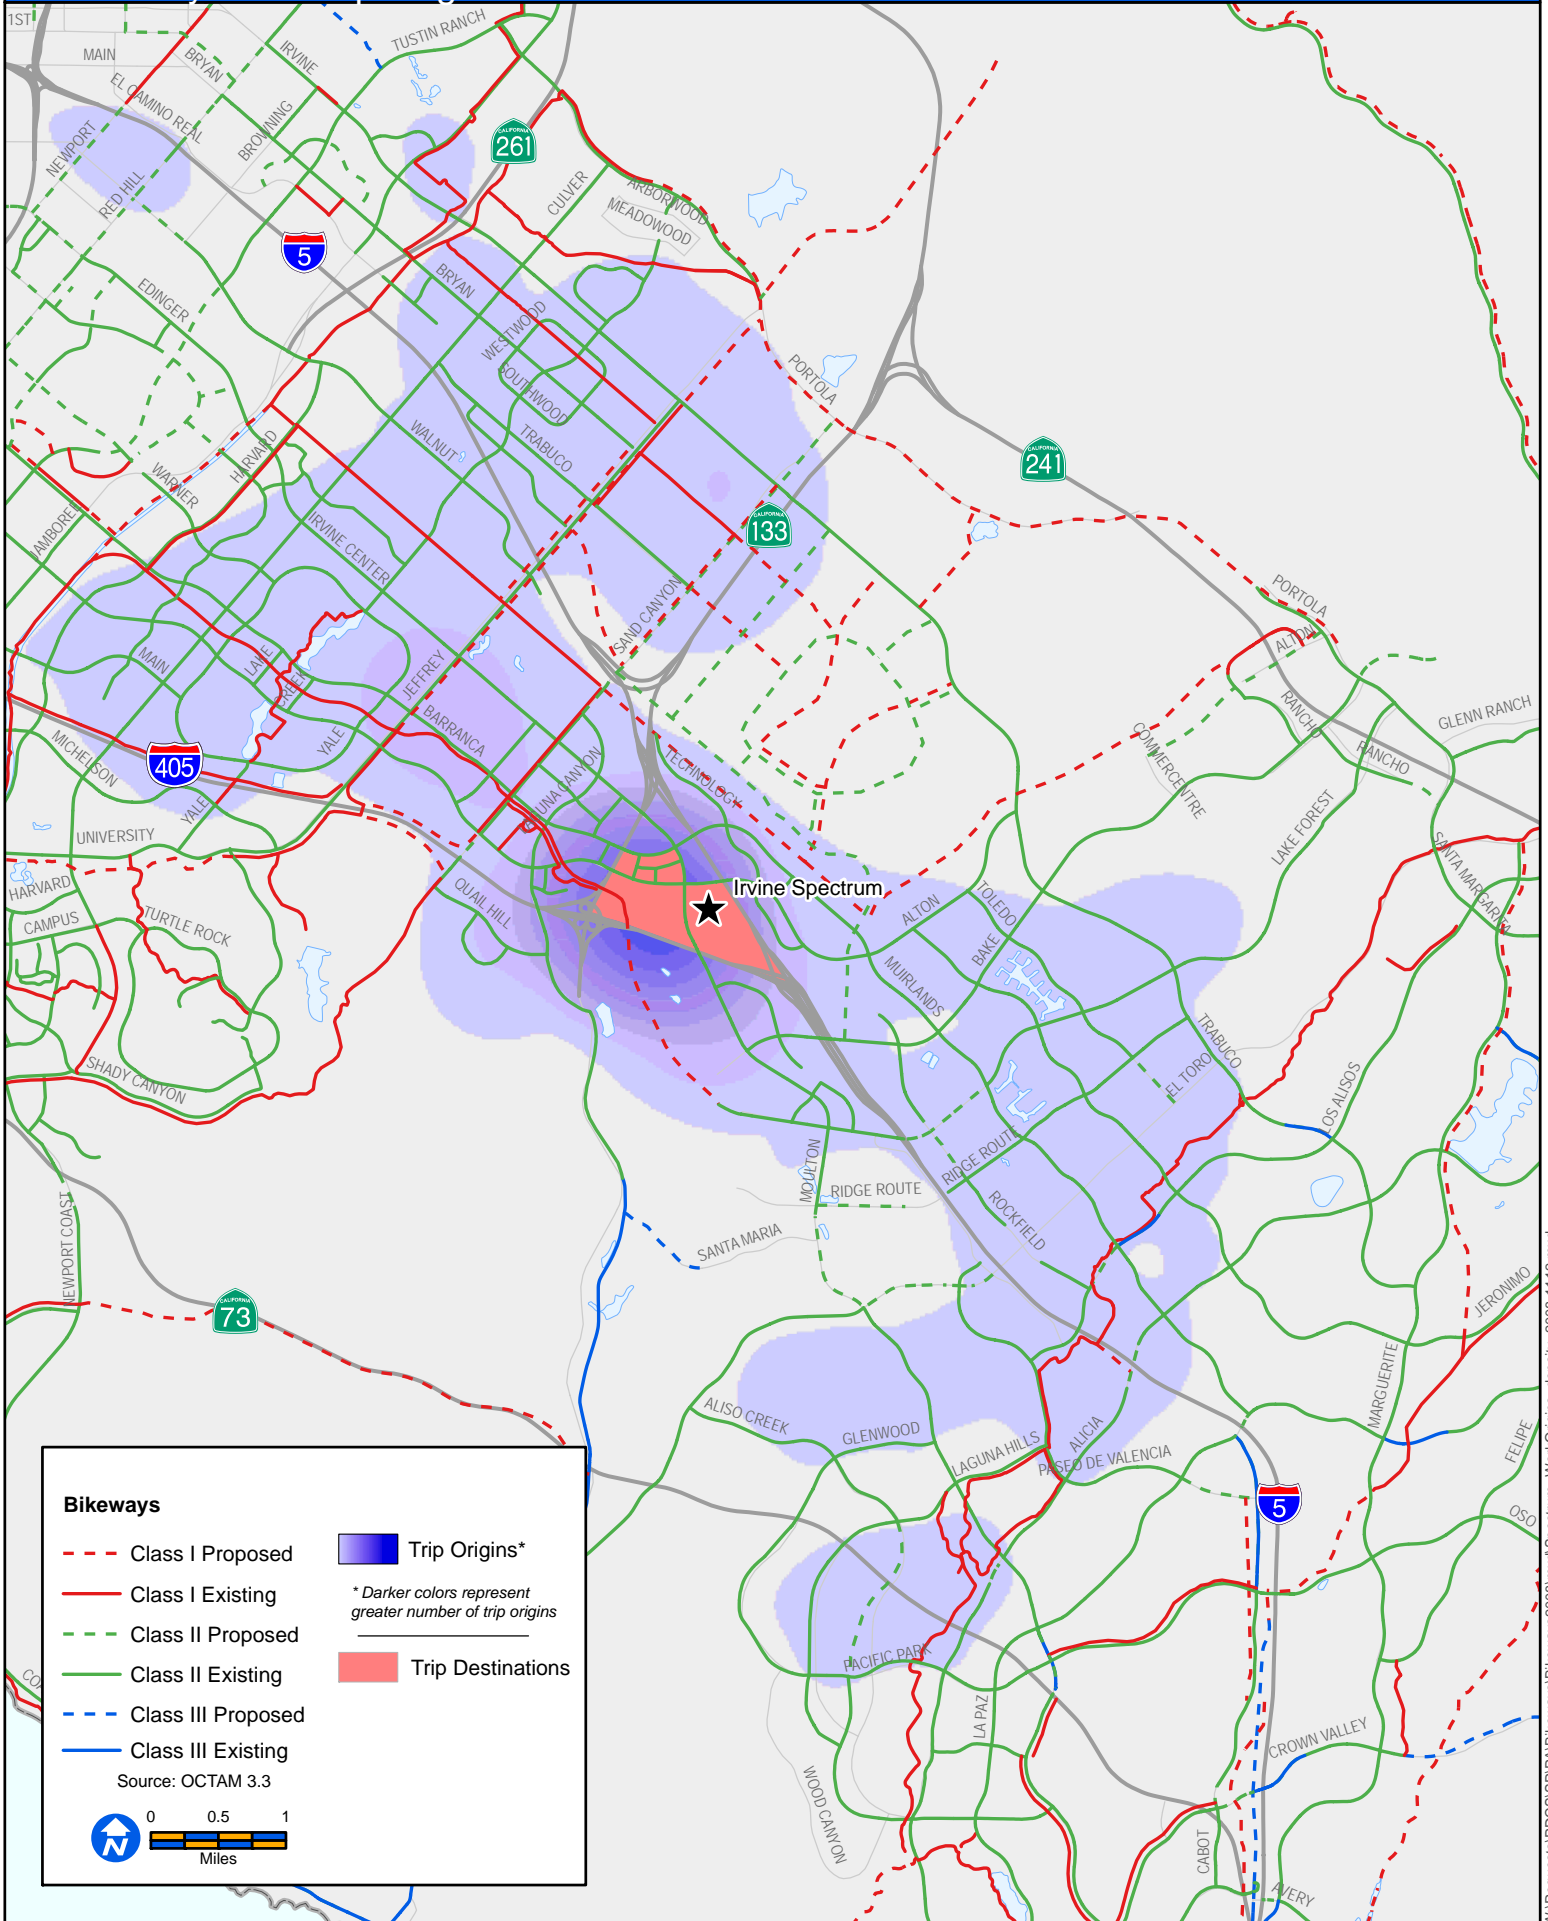 1ST
MAIN
BRYAN
IRVINE
TUSTIN RANCH
EL CAMINO REAL
BROWNING
NEWPORT
RED HILL
CALIFORNIA
261
CULVER
ARBORWOOD
MEADOWOOD
5
EDINGER
BRYAN
WESTWOOD
SOUTHWOOD
PORTOLA
WALNUT
TRABUCO
HARVARD
WARNER
CALIFORNIA
241
CALIFORNIA
133
IRVINE CENTER
SAND CANYON
PORTOLA
ALTON
MAIN
LAKE
CREEK
JEFFREY
BARRANCA
YALE
MICHELSON
405
YALE
TECHNOLOGY
COMMERCENTRE
RANCHO
RANCHO
GLENN RANCH
UNIVERSITY
LAKE FOREST
SANTA MARGARITA
HARVARD
CAMPUS
TURTLE ROCK
QUAIL HILL
Irvine Spectrum
ALTON
TOLEDO
BAKE
MUIRLANDS
TRABUCO
EL TORO
LOS ALISOS
SHADY CANYON
MOULTON
RIDGE ROUTE
RIDGE ROUTE
ROCKFIELD
SANTA MARIA
NEWPORT COAST
CALIFORNIA
73
JERONIMO
MARGUERITE
ALISO CREEK
GLENWOOD
LAGUNA HILLS
ALICIA
PASEO DE VALENCIA
FELIPE
OSO
5
PACIFIC PARK
LA PAZ
CROWN VALLEY
WOOD CANYON
CABOT
AVERY
Bikeways
Class I Proposed
Class I Existing
Class II Proposed
Class II Existing
Class III Proposed
Class III Existing
Trip Origins*
* Darker colors represent
greater number of trip origins
Trip Destinations
Source: OCTAM 3.3
N
0 0.5 1
Miles